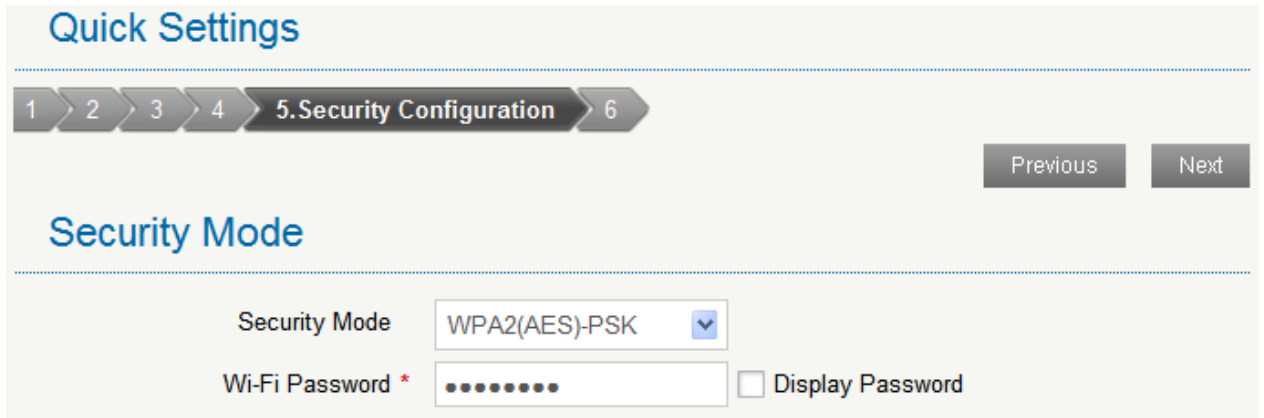 Quick Settings
1 2 3 4 5.Security Configuration 6
Previous Next
Security Mode
Security Mode WPA2(AES)-PSK
Wi-Fi Password * •••••••• Display Password